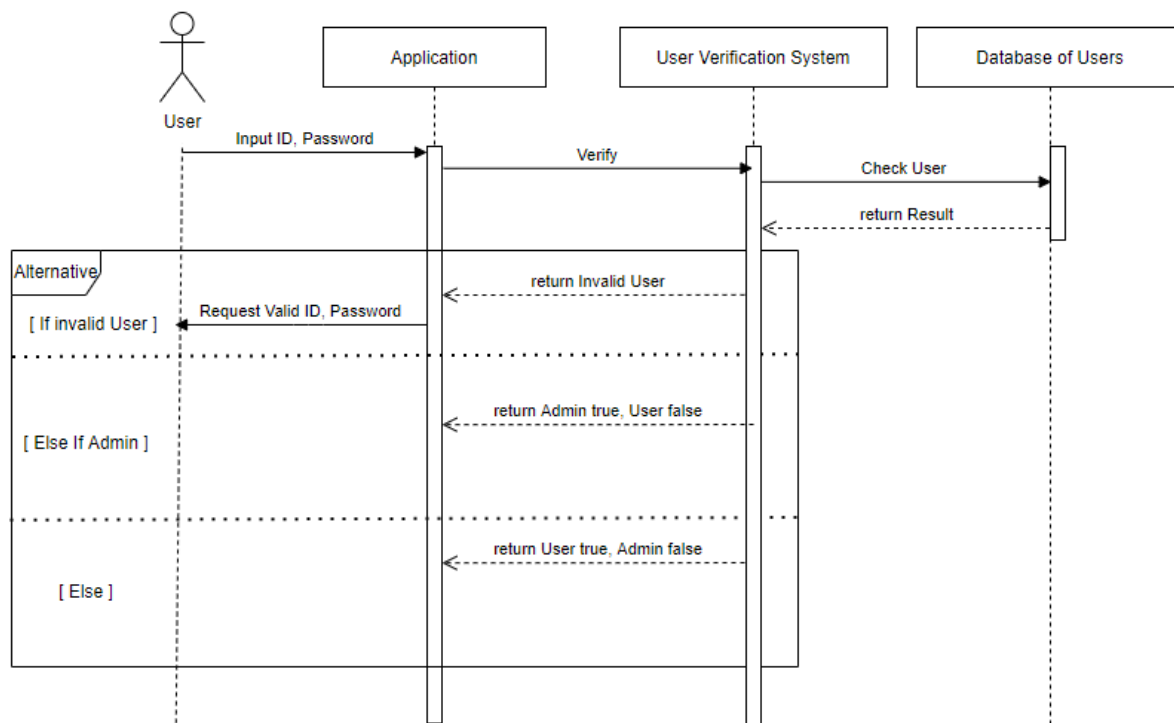 Application
User Verification System
Database of Users
User
Input ID, Password
Verify
Check User
return Result
Alternative
return Invalid User
[ If invalid User ]
Request Valid ID, Password
return Admin true, User false
[ Else If Admin ]
return User true, Admin false
[ Else ]